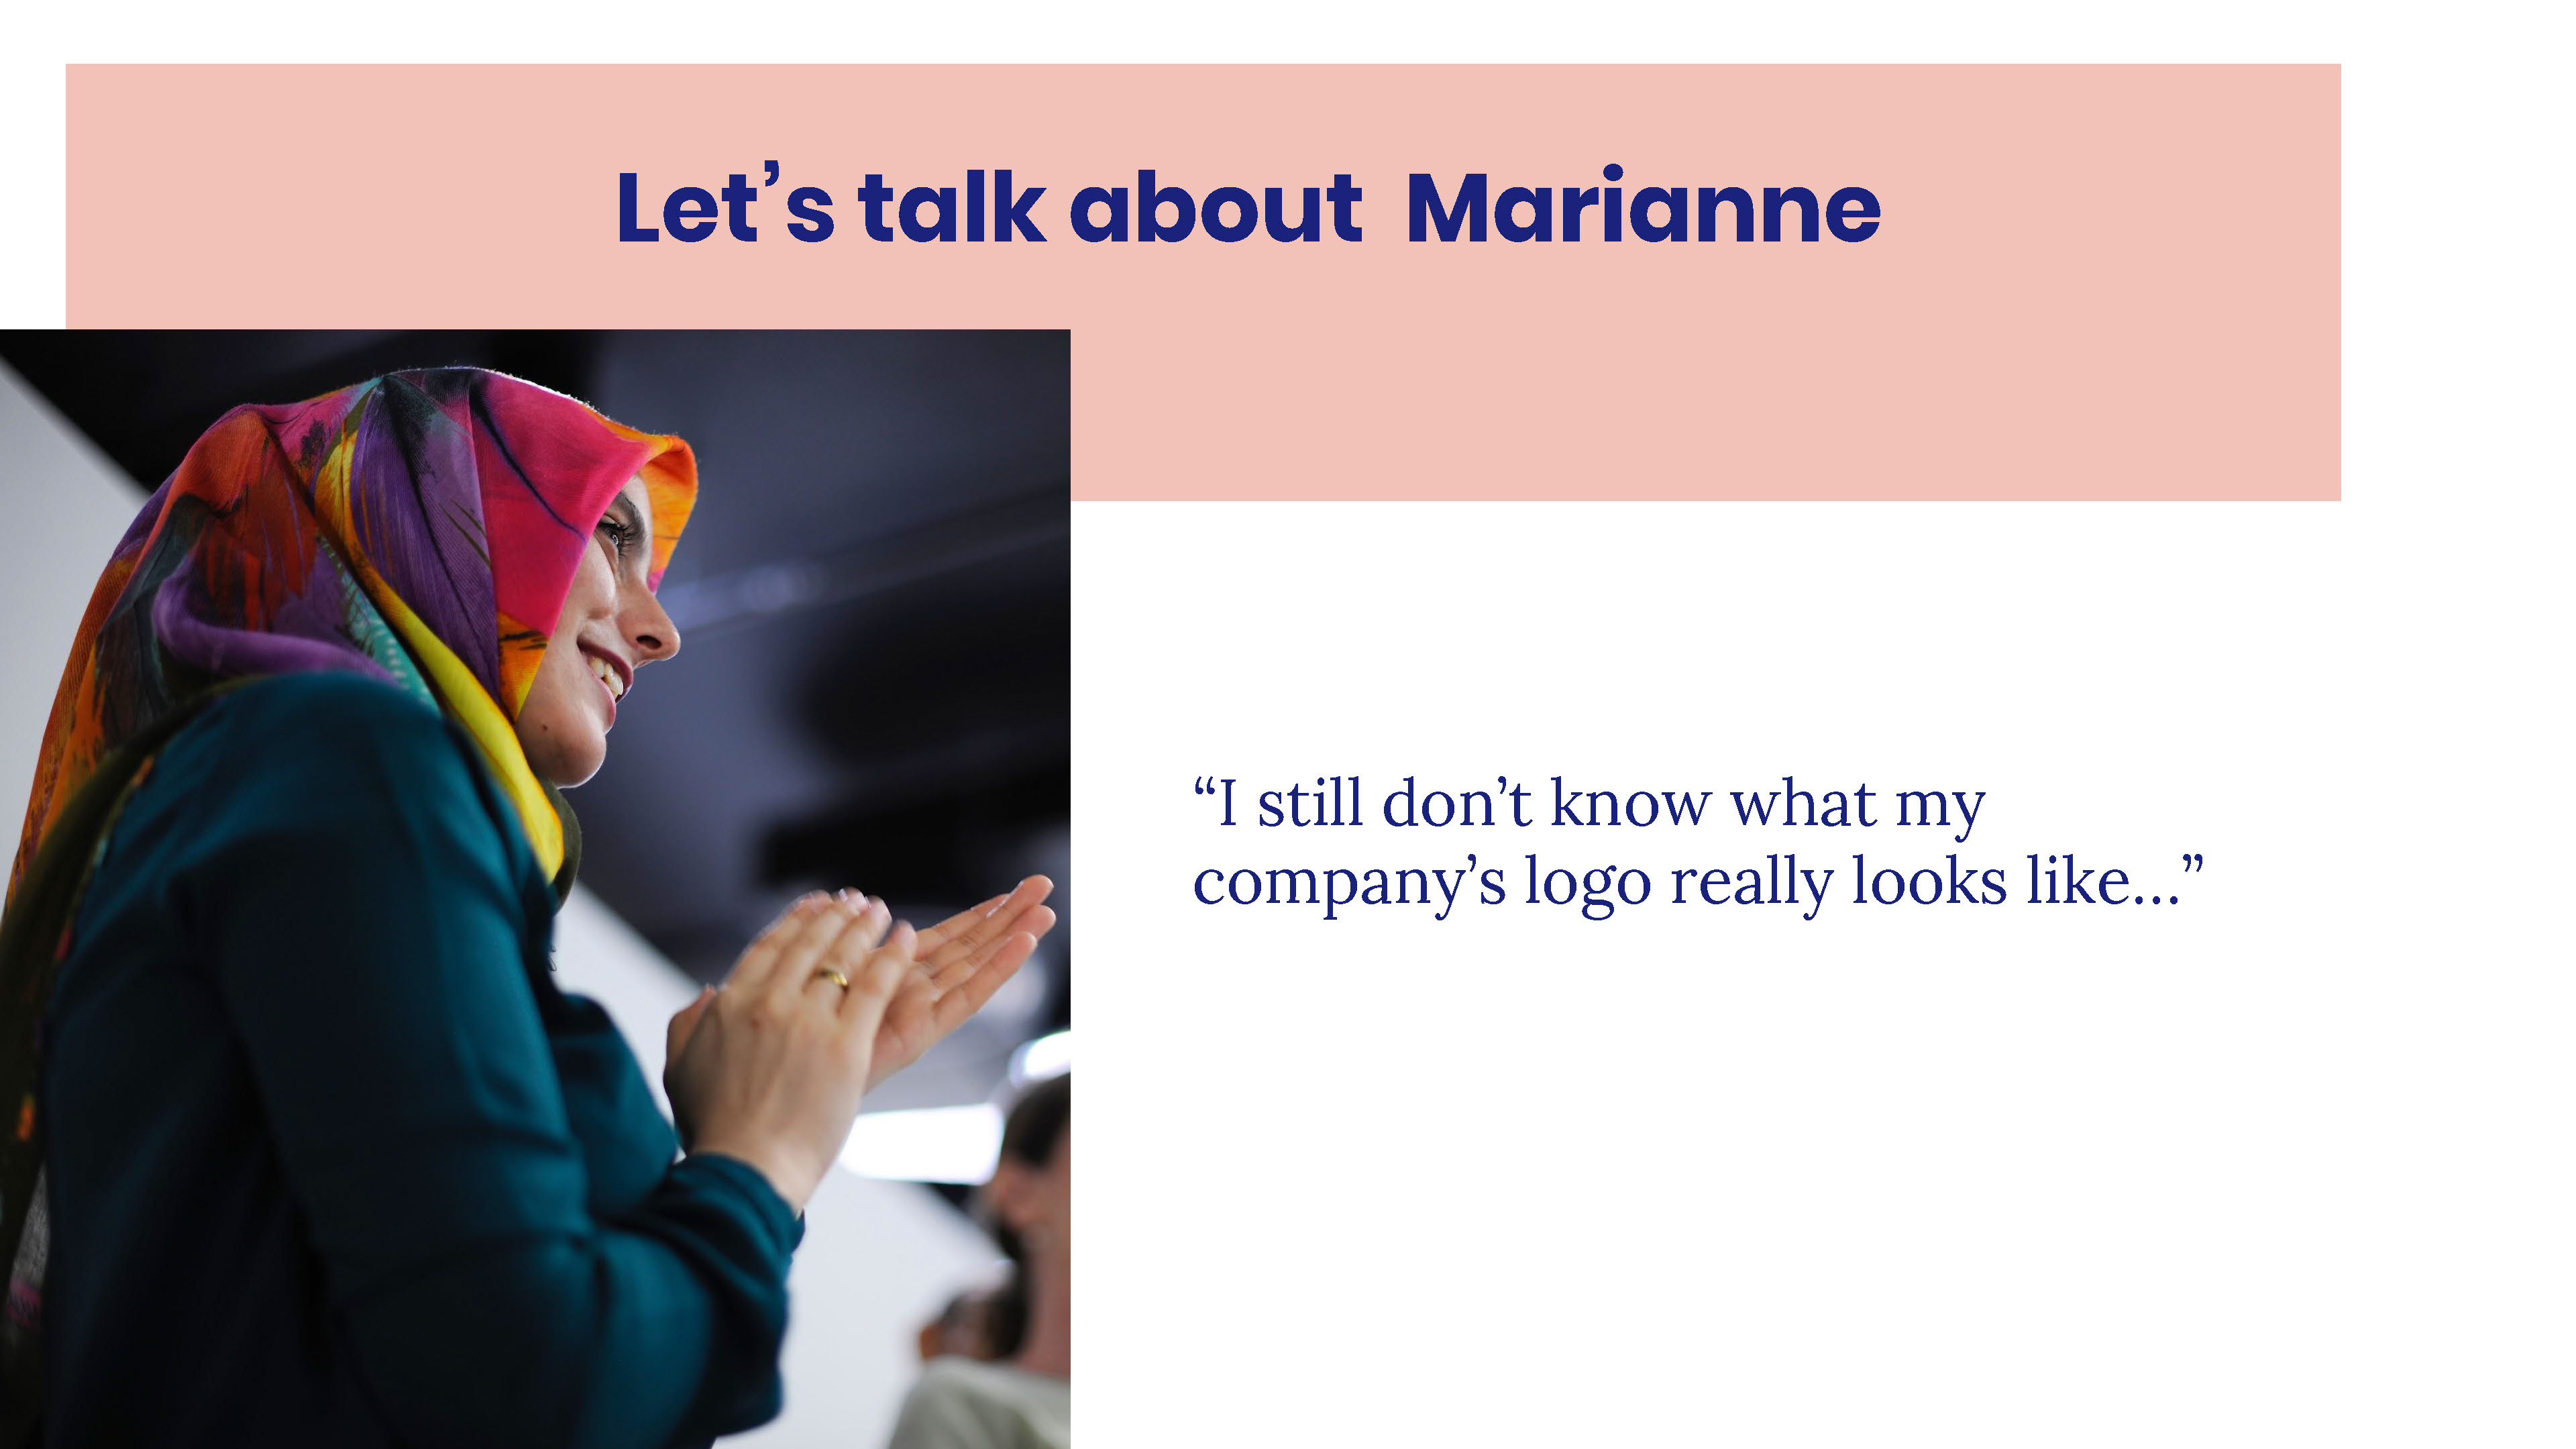 Let’s talk about  Marianne
“I still don’t know what my
company’s logo really looks like...”